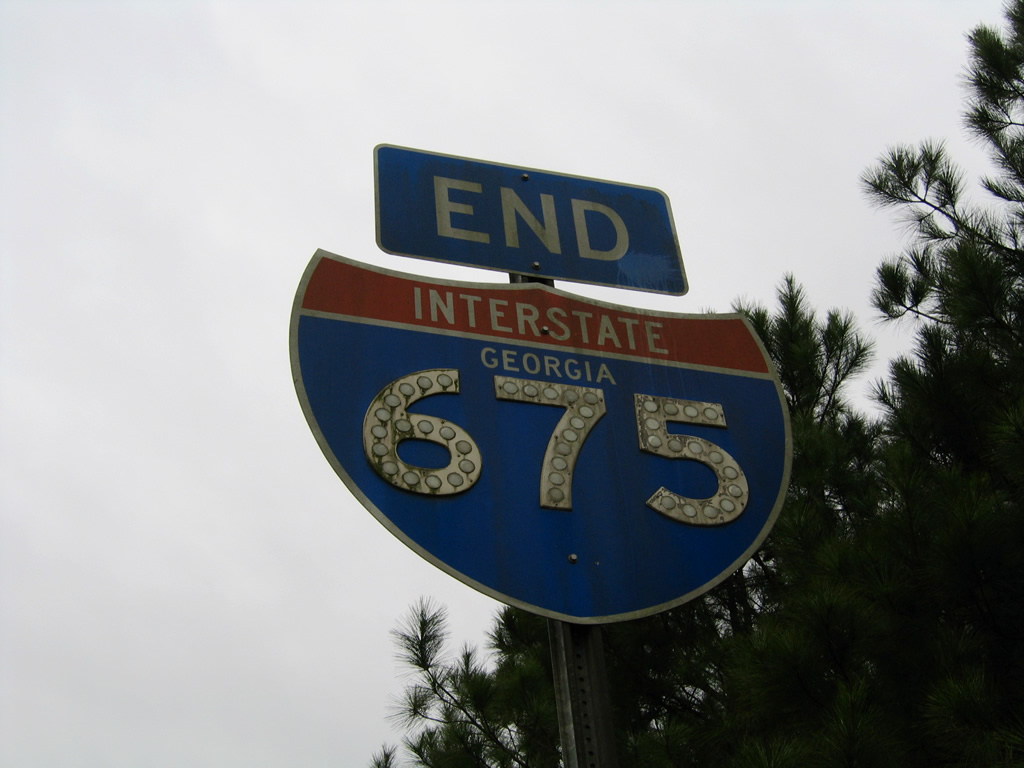 END
INTERSTATE
GEORGIA
675